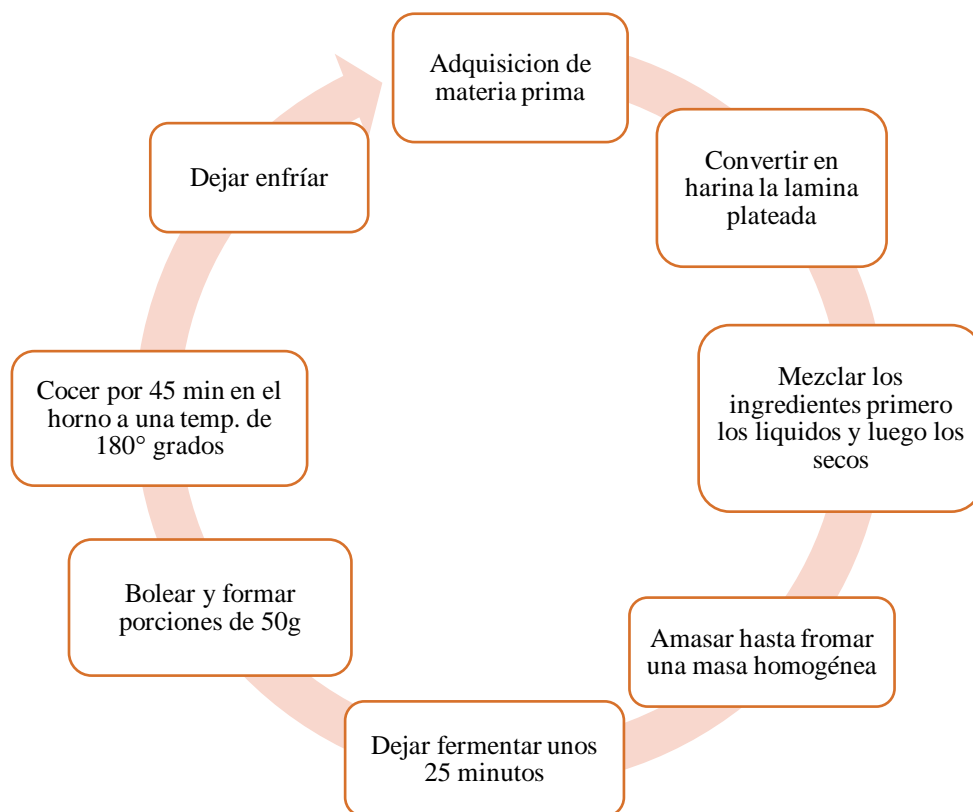 Adquisicion de
materia prima
Convertir en
harina la lamina
plateada
Mezclar los
ingredientes primero
los liquidos y luego los
secos
Amasar hasta fromar
una masa homogénea
Dejar fermentar unos
25 minutos
Bolear y formar
porciones de 50g
Cocer por 45 min en el
horno a una temp. de
180° grados
Dejar enfríar